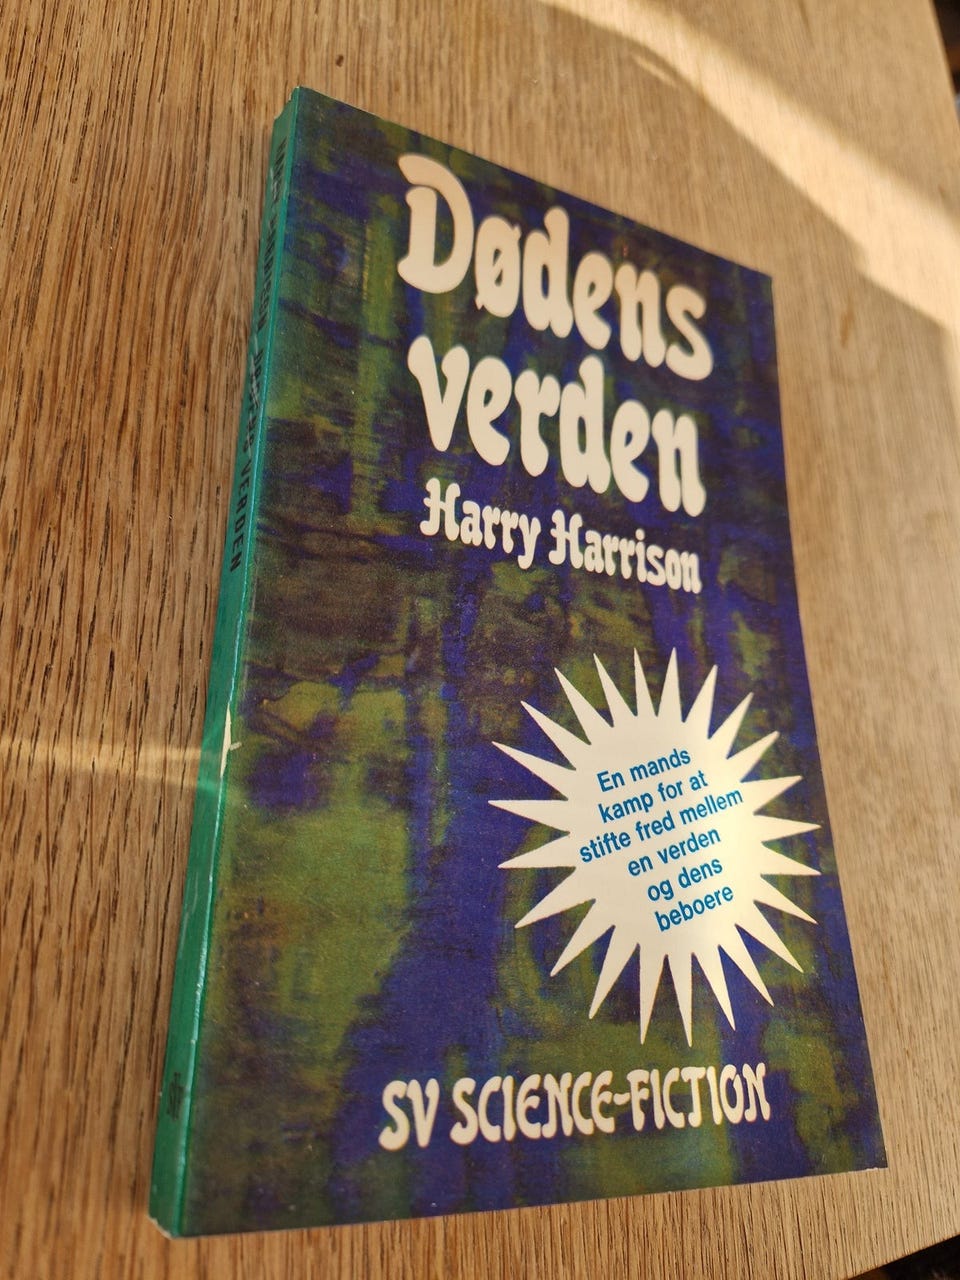 Dødens
verden
Harry Harrison
En mands
kamp for at
stifte fred mellem
en verden
og dens
beboere
SV SCIENCE-FICTION
VERDEN